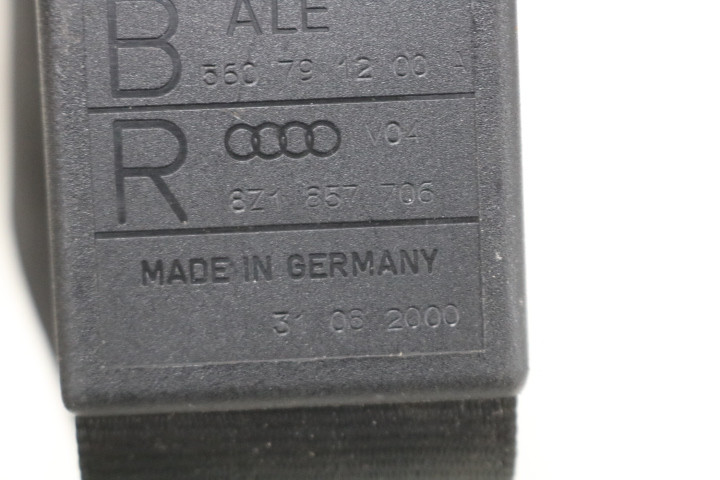 B ALE
560 79 12 00 A
R V04
8Z1 857 706
MADE IN GERMANY
31 06 2000